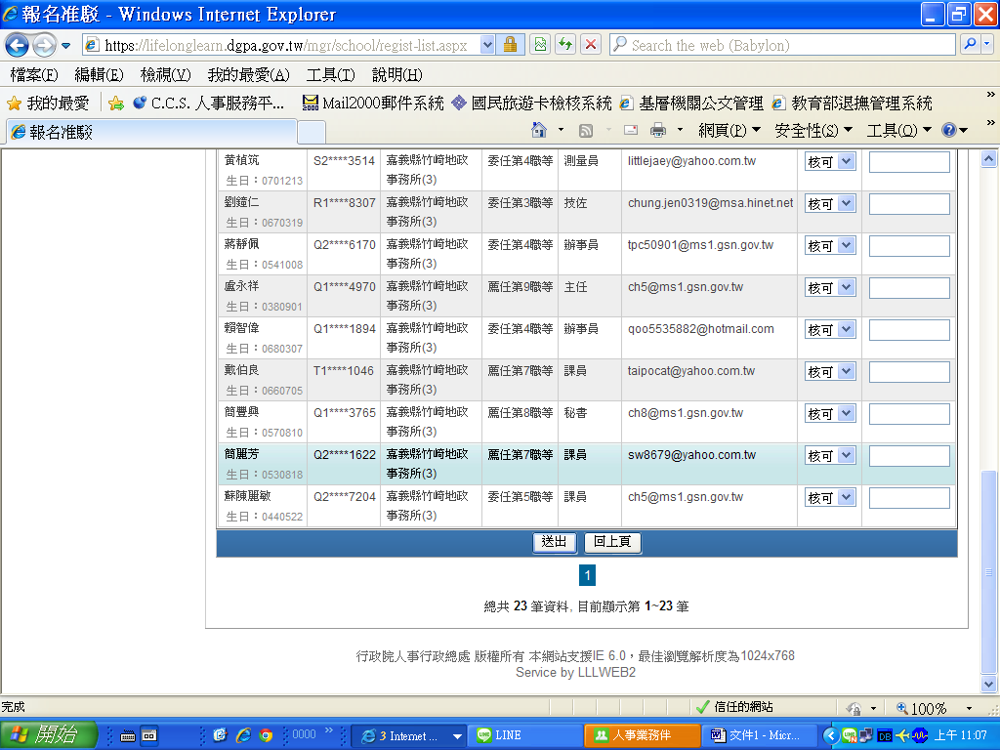 報名准駁 - Windows Internet Explorer
https://lifelonglearn.dgpa.gov.tw/mgr/school/regist-list.aspx Search the web (Babylon)
檔案(F) 編輯(E) 檢視(V) 我的最愛(A) 工具(T) 說明(H)
我的最愛 C.C.S. 人事服務平... Mail2000郵件系統 國民旅遊卡檢核系統 基層機關公文管理 教育部退撫管理系統 »
報名准駁 網頁(P) 安全性(S) 工具(O) »
黃楨筑 S2****3514 嘉義縣竹崎地政 委任第4職等 測量員 littlejaey@yahoo.com.tw 核可
生日：0701213 事務所(3)
劉鐘仁 R1****8307 嘉義縣竹崎地政 委任第3職等 技佐 chung.jen0319@msa.hinet.net 核可
生日：0670319 事務所(3)
蔣靜佩 Q2****6170 嘉義縣竹崎地政 委任第4職等 辦事員 tpc50901@ms1.gsn.gov.tw 核可
生日：0541008 事務所(3)
盧永祥 Q1****4970 嘉義縣竹崎地政 薦任第9職等 主任 ch5@ms1.gsn.gov.tw 核可
生日：0380901 事務所(3)
賴智偉 Q1****1894 嘉義縣竹崎地政 委任第4職等 辦事員 qoo5535882@hotmail.com 核可
生日：0680307 事務所(3)
戴伯良 T1****1046 嘉義縣竹崎地政 薦任第7職等 課員 taipocat@yahoo.com.tw 核可
生日：0660705 事務所(3)
簡豐興 Q1****3765 嘉義縣竹崎地政 薦任第8職等 秘書 ch8@ms1.gsn.gov.tw 核可
生日：0570810 事務所(3)
簡麗芳 Q2****1622 嘉義縣竹崎地政 薦任第7職等 課員 sw8679@yahoo.com.tw 核可
生日：0530818 事務所(3)
蘇陳麗敏 Q2****7204 嘉義縣竹崎地政 委任第5職等 課員 ch5@ms1.gsn.gov.tw 核可
生日：0440522 事務所(3)
送出 回上頁
1
總共 23 筆資料, 目前顯示第 1~23 筆
行政院人事行政總處 版權所有 本網站支援IE 6.0，最佳瀏覽解析度為1024x768
Service by LLLWEB2
完成 信任的網站 100%
開始 0000 » 3 Internet ... LINE 人事業務伴 文件1 - Micr... 上午 11:07